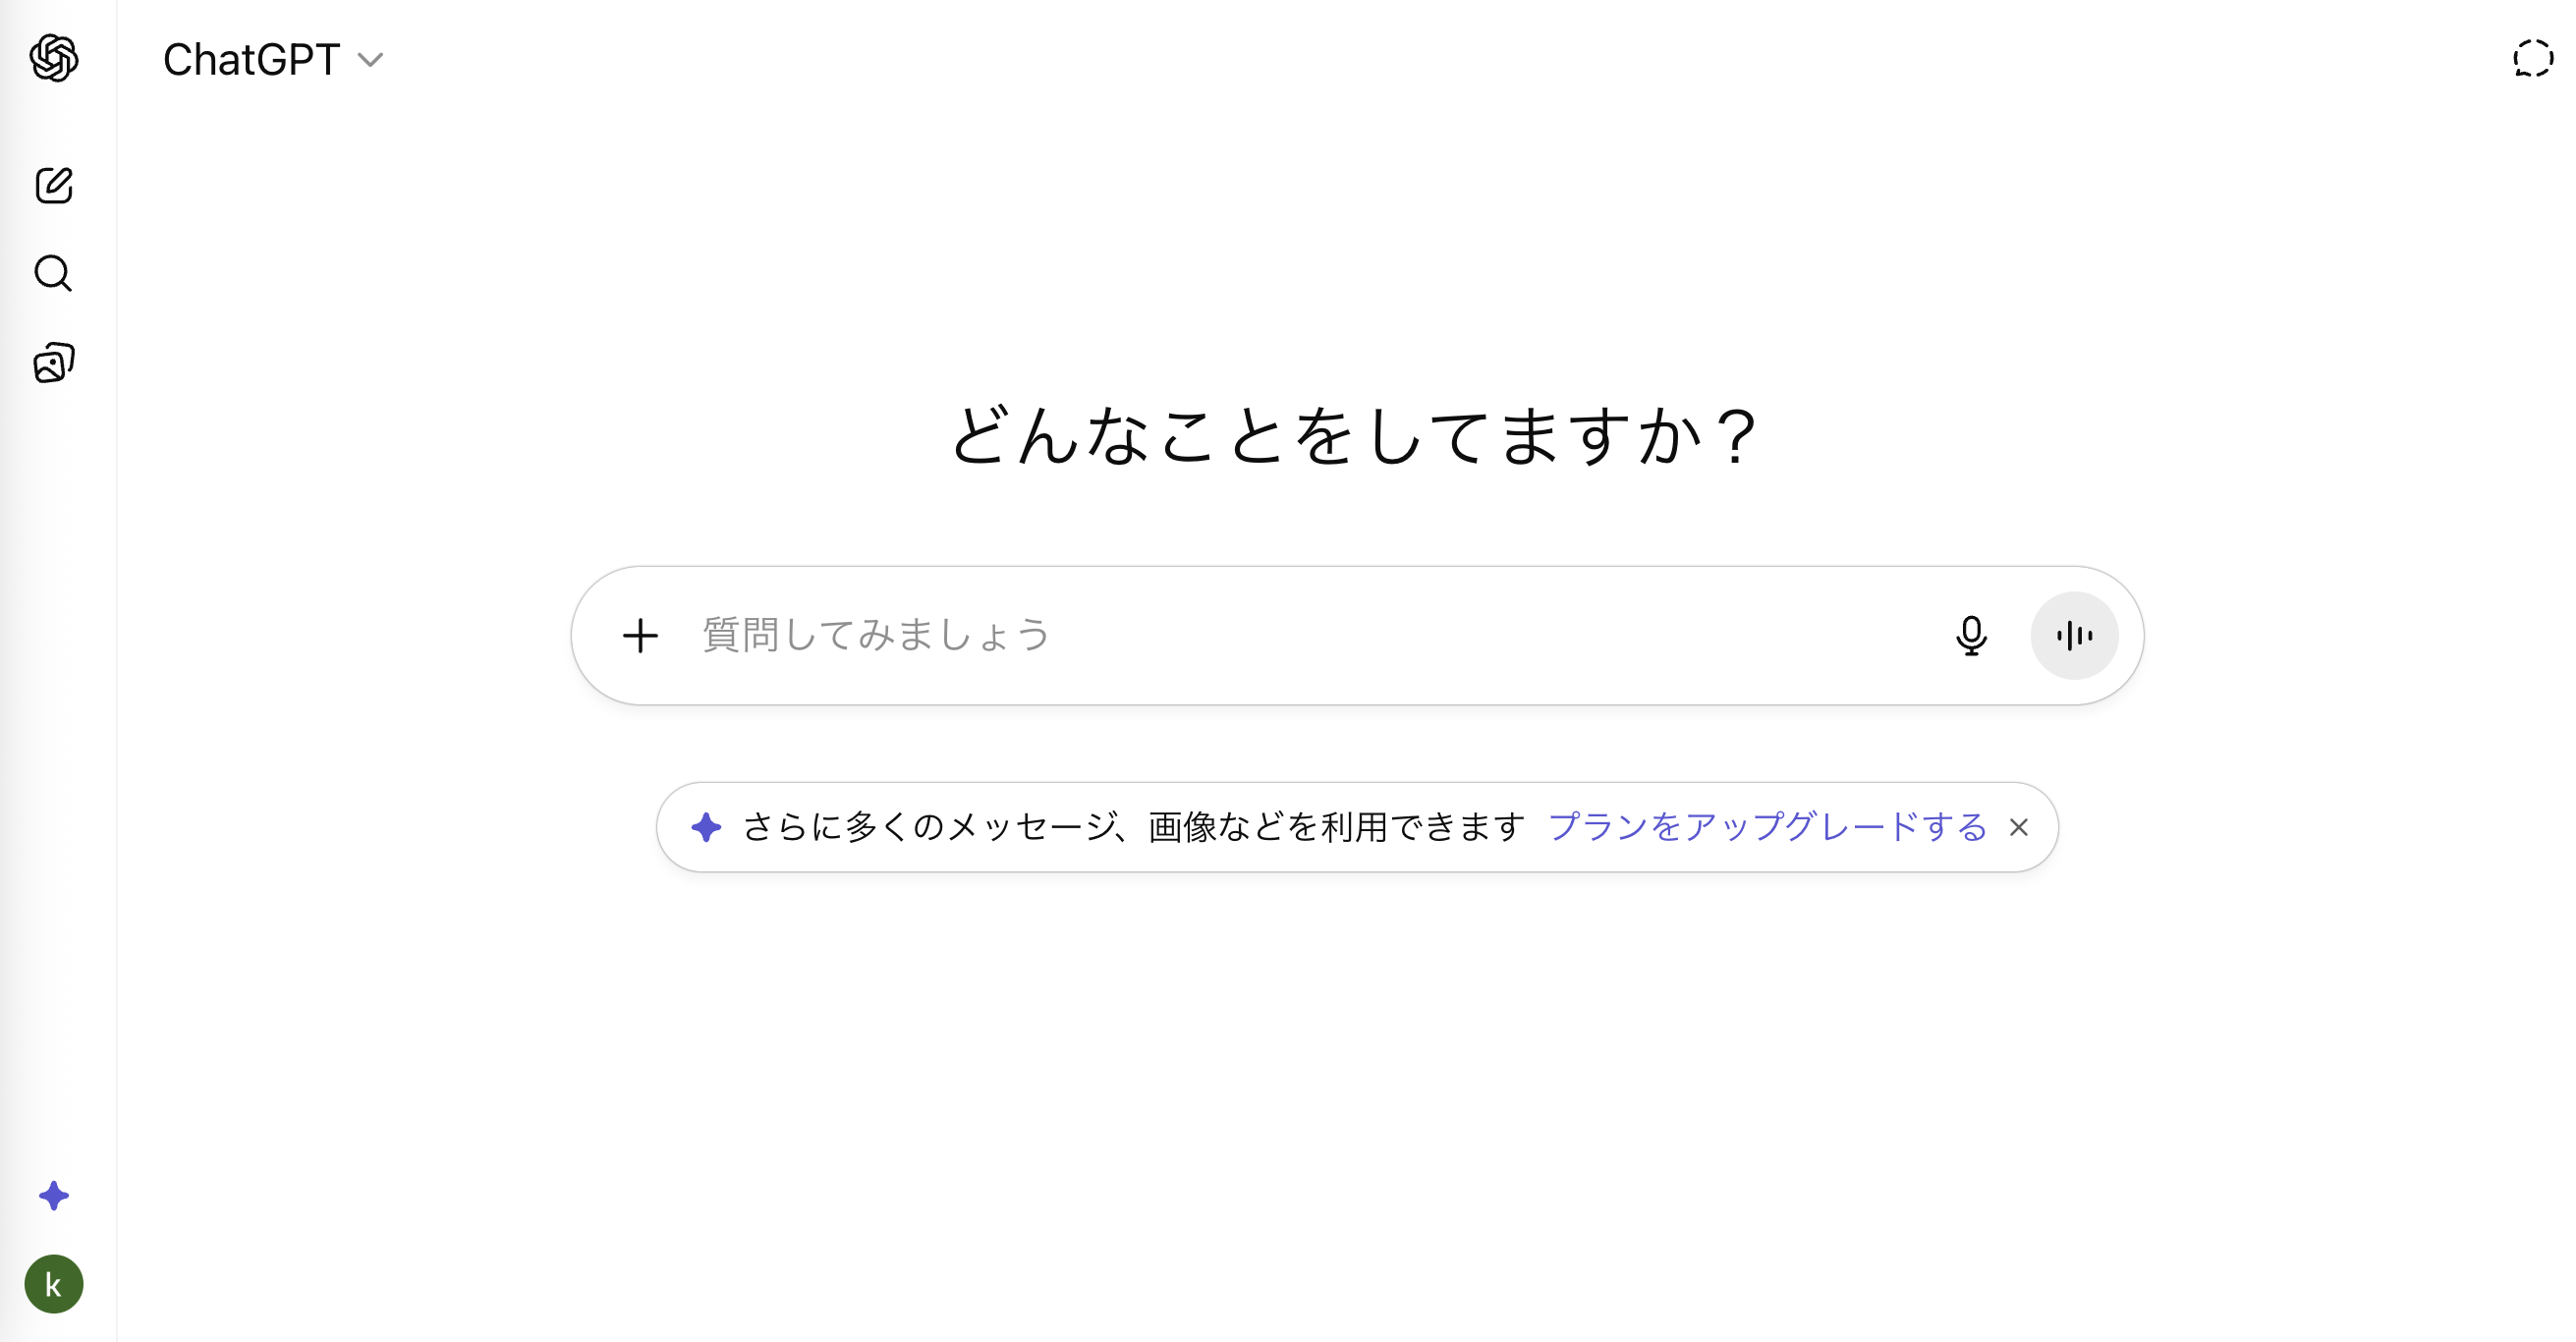 ChatGPT
どんなことをしてますか？
質問してみましょう
さらに多くのメッセージ、画像などを利用できます プランをアップグレードする
k